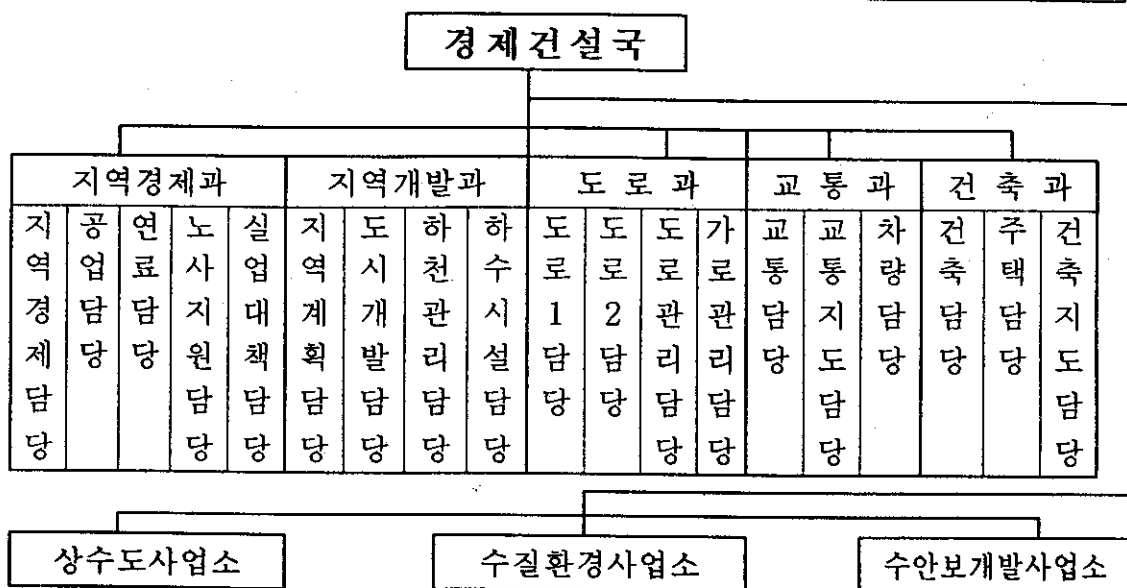 경제건설국
지역경제과 지역개발과 도로과 교통과 건축과
지역경제담당 공업담당 연료담당 노사지원담당 실업대책담당 지역계획담당 도시개발담당 하천관리담당 하수시설담당 도로1담당 도로2담당 도로관리담당 가로관리담당 교통담당 교통지도담당 차량담당 건축담당 주택담당 건축지도담당
상수도사업소 수질환경사업소 수안보개발사업소